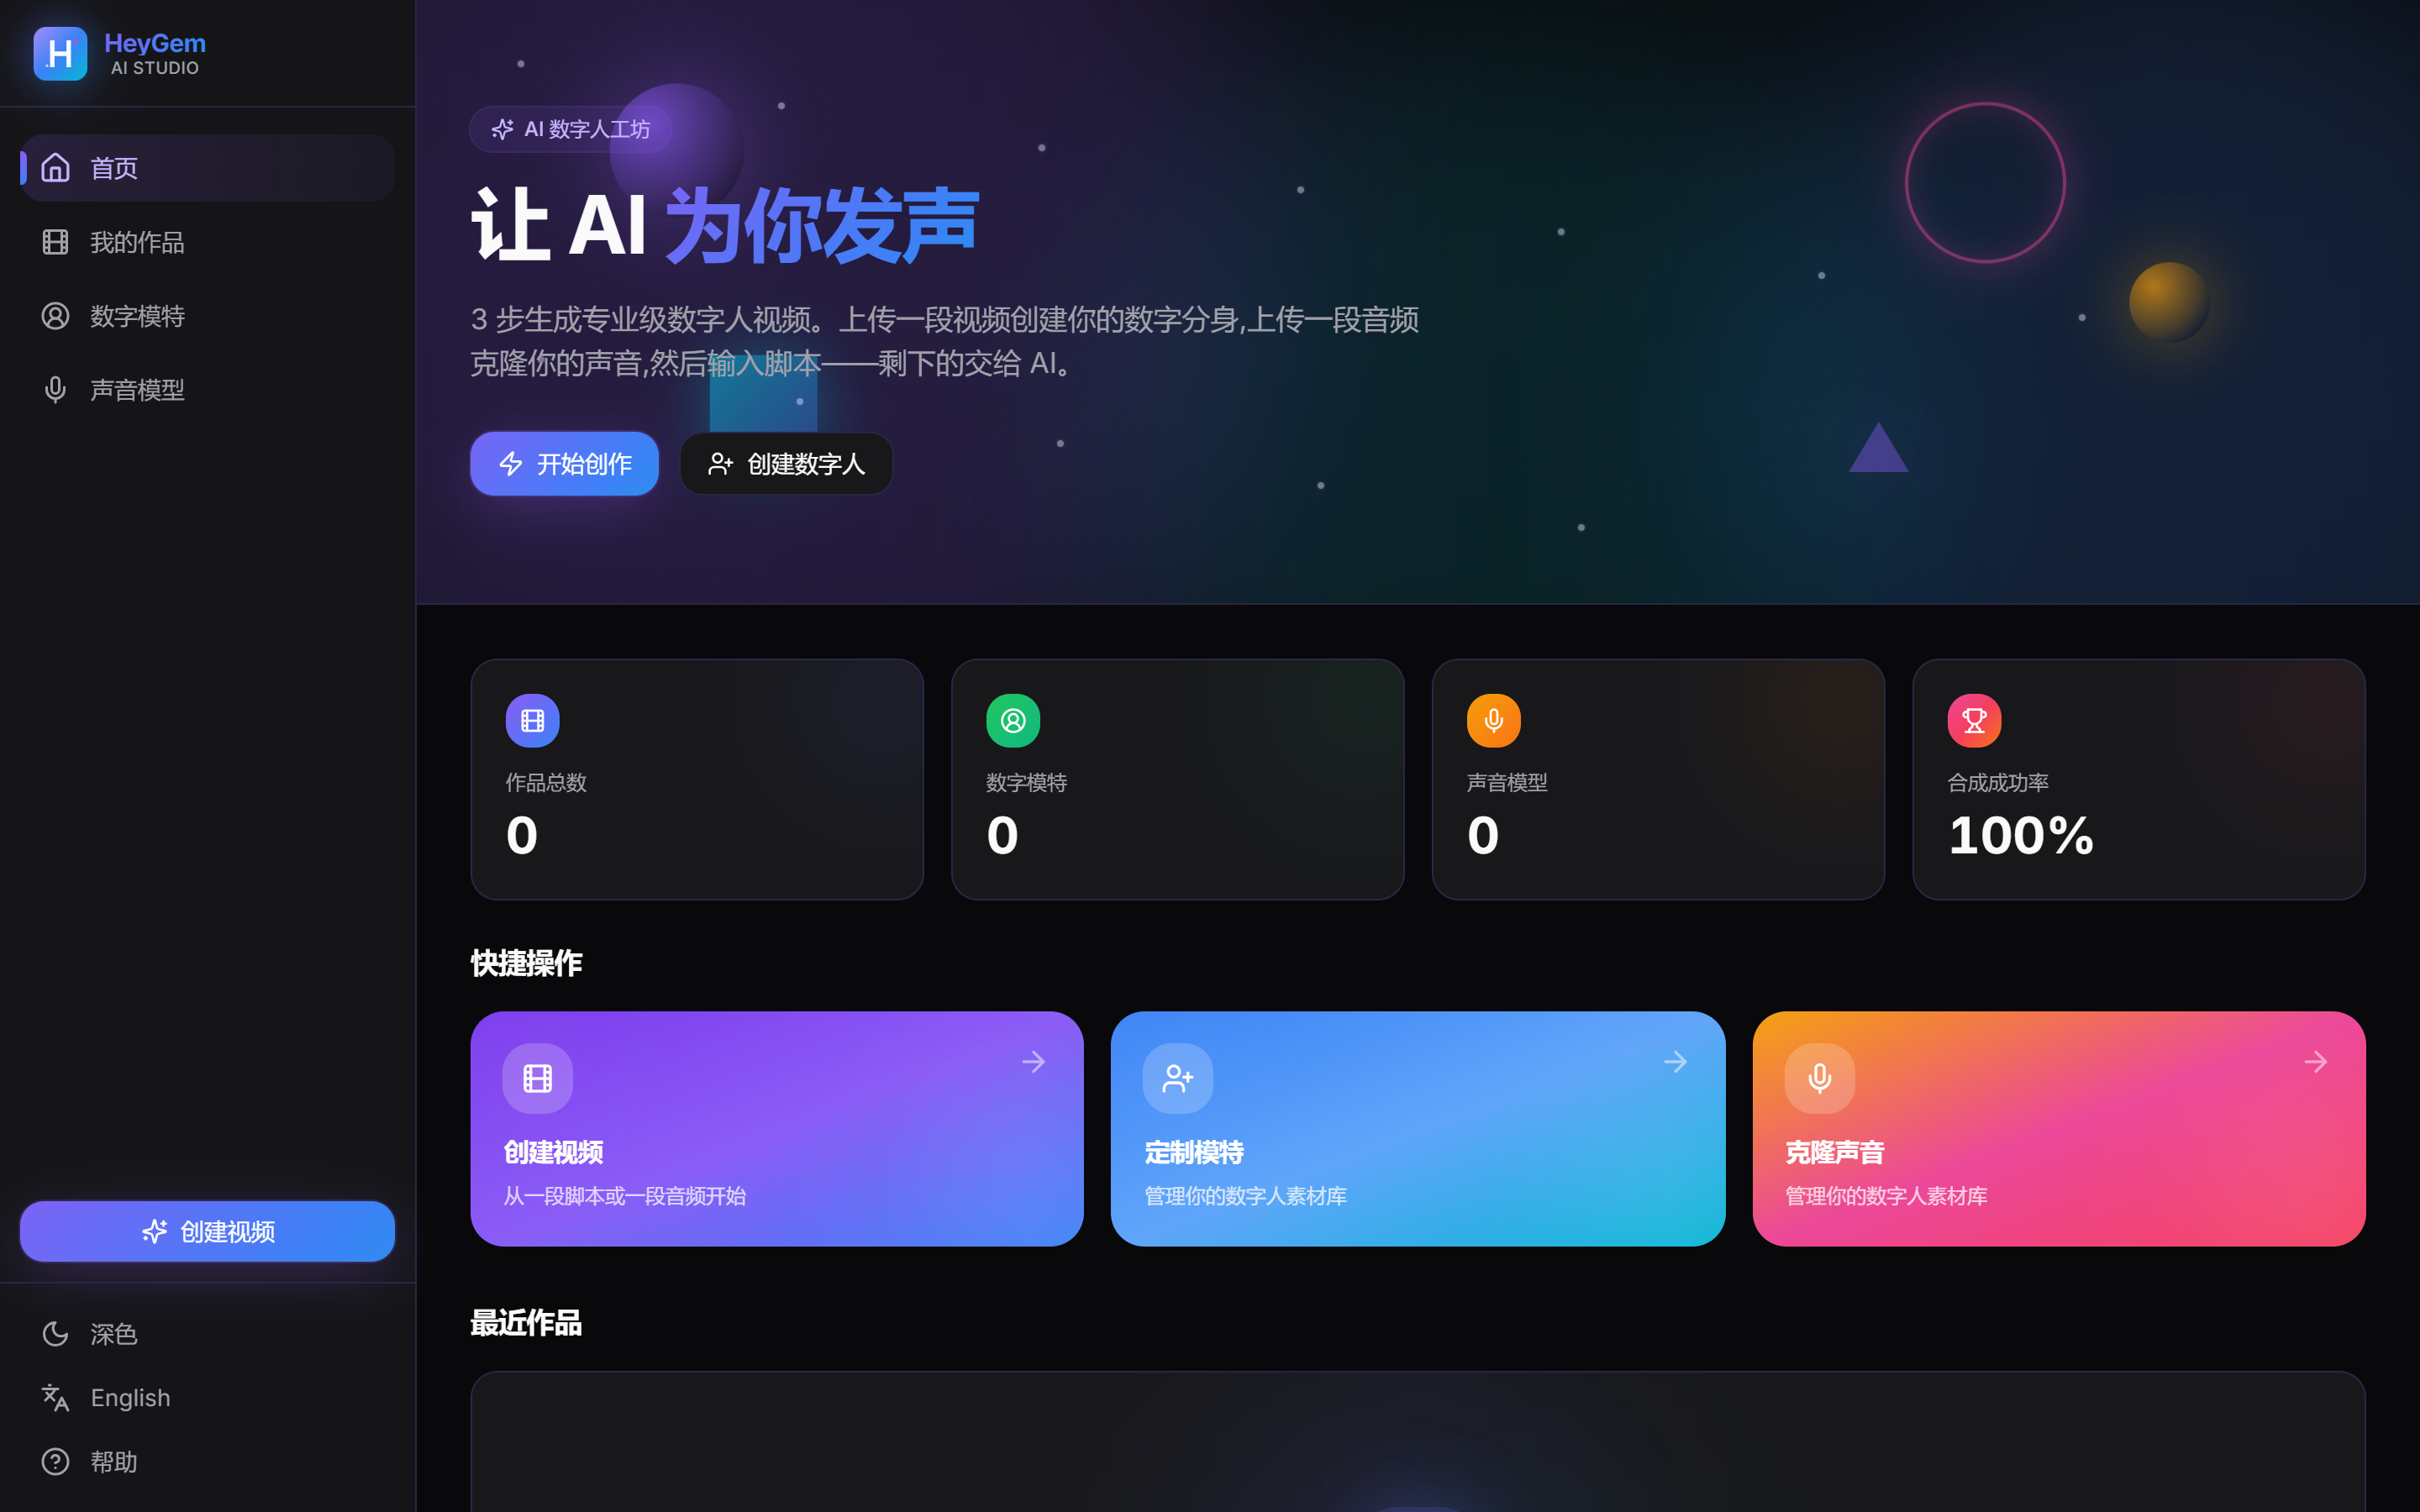 H
HeyGem
AI STUDIO
首页
我的作品
数字模特
声音模型
创建视频
深色
English
帮助
AI 数字人工坊
让 AI 为你发声
3 步生成专业级数字人视频。上传一段视频创建你的数字分身,上传一段音频
克隆你的声音,然后输入脚本——剩下的交给 AI。
开始创作
创建数字人
作品总数
0
数字模特
0
声音模型
0
合成成功率
100%
快捷操作
创建视频
从一段脚本或一段音频开始
定制模特
管理你的数字人素材库
克隆声音
管理你的数字人素材库
最近作品